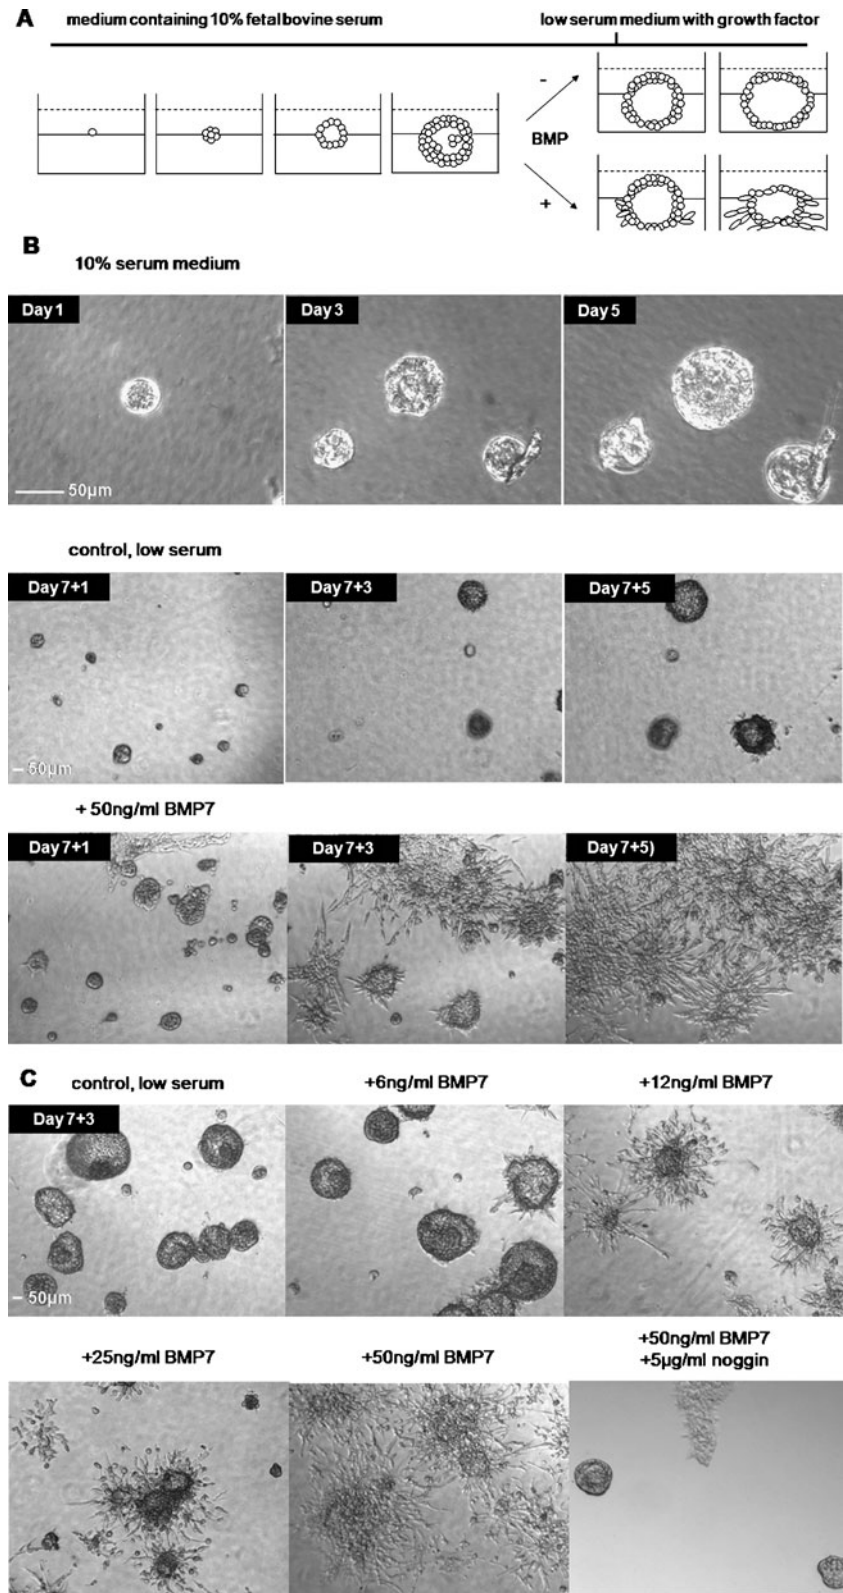 A
medium containing 10% fetal bovine serum
low serum medium with growth factor
-
BMP
+
B
10% serum medium
Day 1
Day 3
Day 5
50µm
control, low serum
Day 7+1
Day 7+3
Day 7+5
50µm
+ 50ng/ml BMP7
Day 7+1
Day 7+3
Day 7+5)
C
control, low serum
+6ng/ml BMP7
+12ng/ml BMP7
Day 7+3
50µm
+25ng/ml BMP7
+50ng/ml BMP7
+50ng/ml BMP7
+5µg/ml noggin